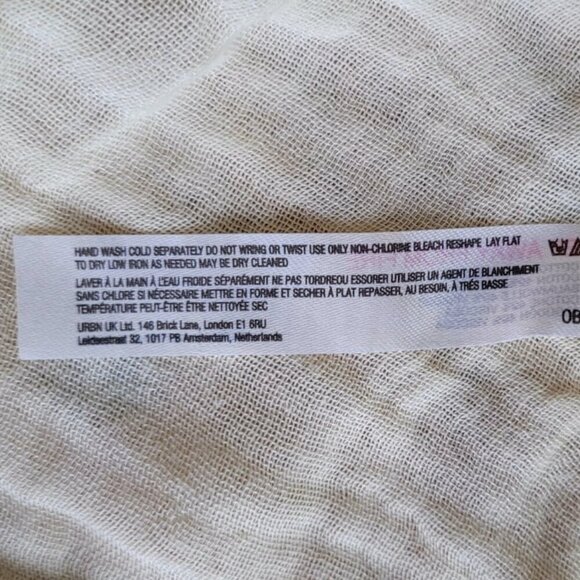 HAND WASH COLD SEPARATELY DO NOT WRING OR TWIST USE ONLY NON-CHLORINE BLEACH RESHAPE LAY FLAT
TO DRY LOW IRON AS NEEDED MAY BE DRY CLEANED
LAVER À LA MAIN À L'EAU FROIDE SÉPARÉMENT NE PAS TORDREOU ESSORER UTILISER UN AGENT DE BLANCHIMENT
SANS CHLORE SI NÉCESSAIRE METTRE EN FORME ET SECHER À PLAT REPASSER, AU BESOIN, À TRÈS BASSE
TEMPÉRATURE PEUT-ÊTRE ÊTRE NETTOYÉE SEC
URBN UK Ltd. 146 Brick Lane, London E1 6RU
Leidsestraat 32, 1017 PB Amsterdam, Netherlands
OB